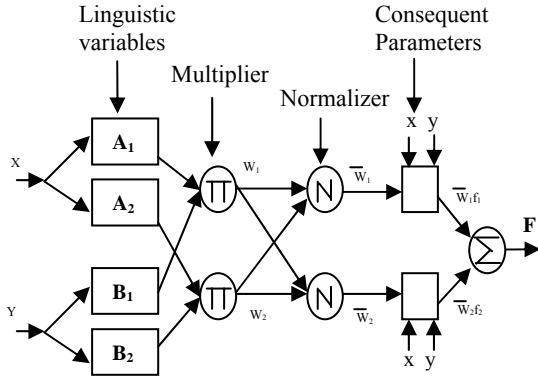 Linguistic
variables
Multiplier
Normalizer
Consequent
Parameters
x y
X
A₁
A₂
Π
W₁
N
W̅₁
W̅₁f₁
Σ
F
Y
B₁
B₂
Π
W₂
N
W̅₂
W̅₂f₂
x y